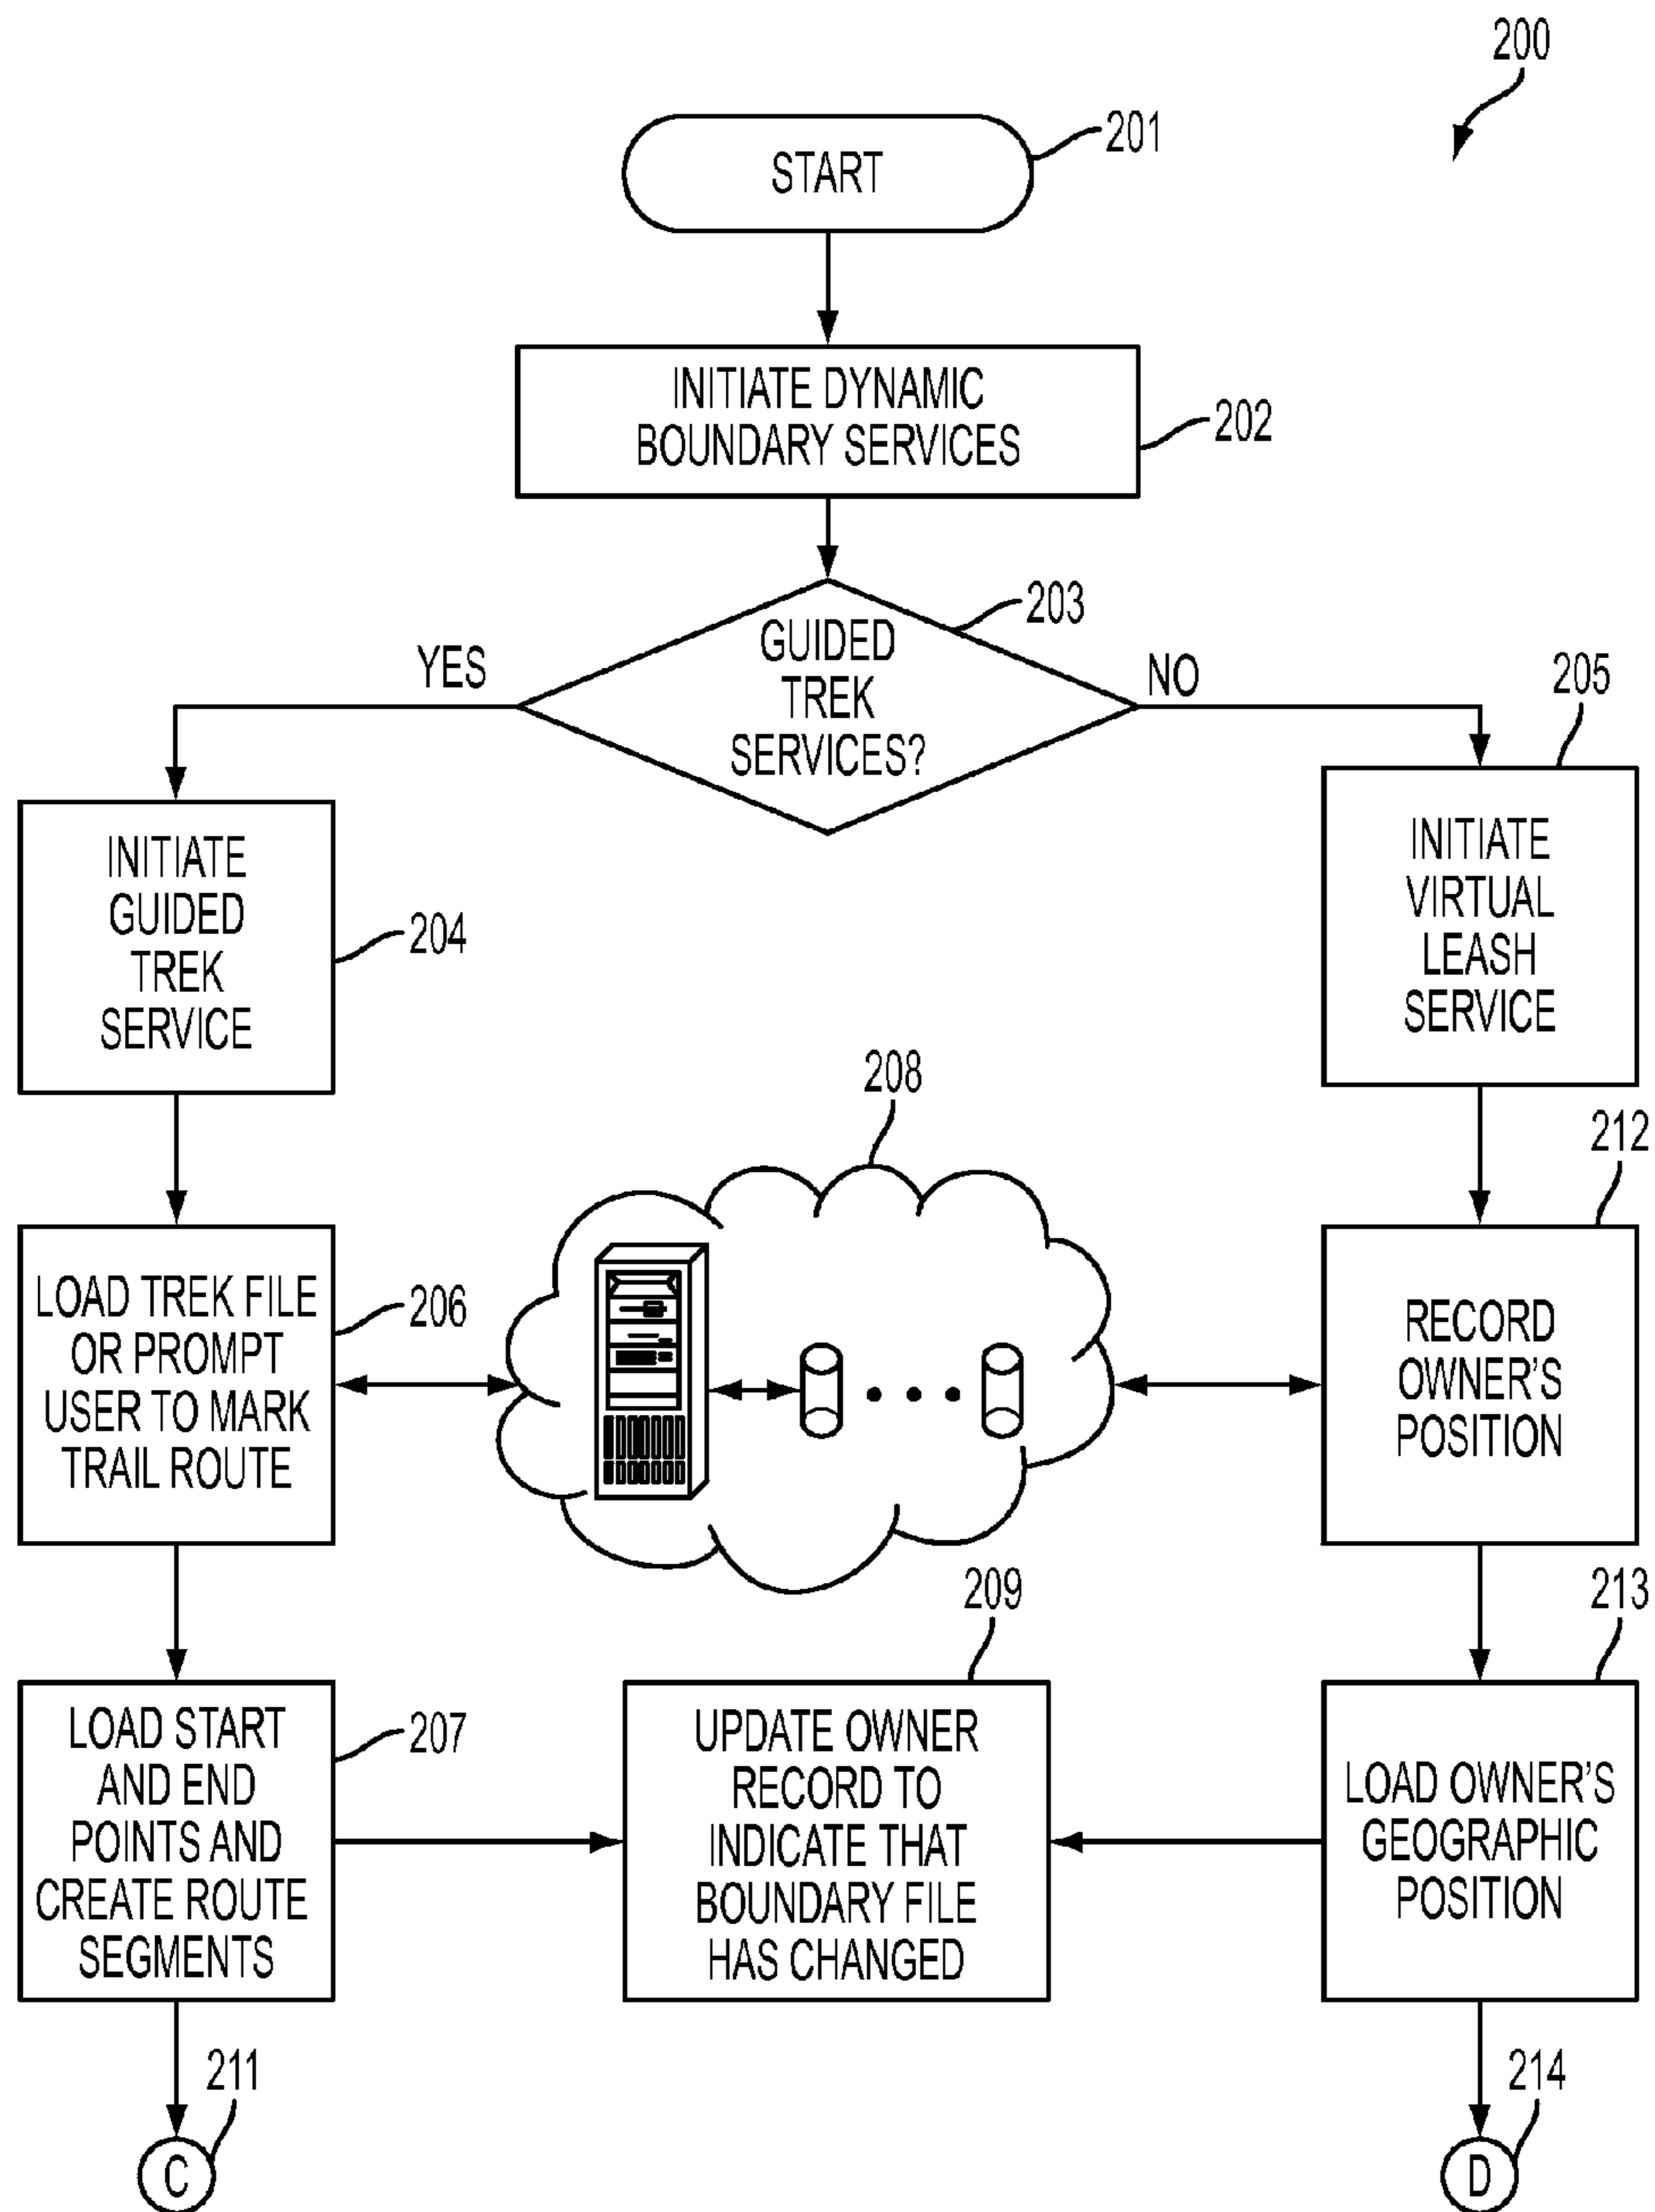 200
START
201
INITIATE DYNAMIC
BOUNDARY SERVICES
202
203
GUIDED
TREK
SERVICES?
YES
NO
205
INITIATE
GUIDED
TREK
SERVICE
204
INITIATE
VIRTUAL
LEASH
SERVICE
208
212
LOAD TREK FILE
OR PROMPT
USER TO MARK
TRAIL ROUTE
206
RECORD
OWNER'S
POSITION
209
213
LOAD START
AND END
POINTS AND
CREATE ROUTE
SEGMENTS
207
UPDATE OWNER
RECORD TO
INDICATE THAT
BOUNDARY FILE
HAS CHANGED
LOAD OWNER'S
GEOGRAPHIC
POSITION
211
214
C
D